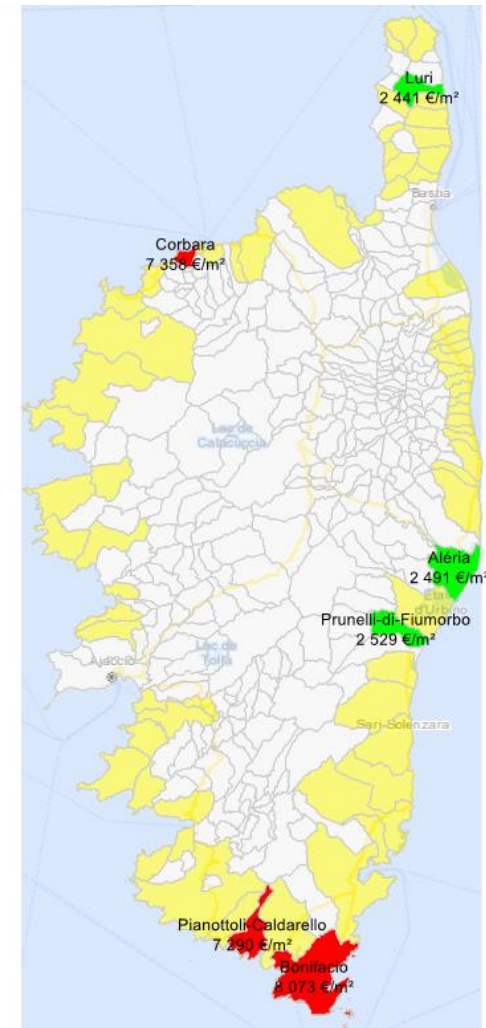 Luri
2 441 €/m²
Bastia
Corbara
7 358 €/m²
Lac de
Calacuccia
Aléria
2 491 €/m²
Étang
d'Urbino
Prunelli-di-Fiumorbo
2 529 €/m²
Ajaccio
Lac de
Tolla
Sari-Solenzara
Pianottoli-Caldarello
7 290 €/m²
Bonifacio
8 073 €/m²